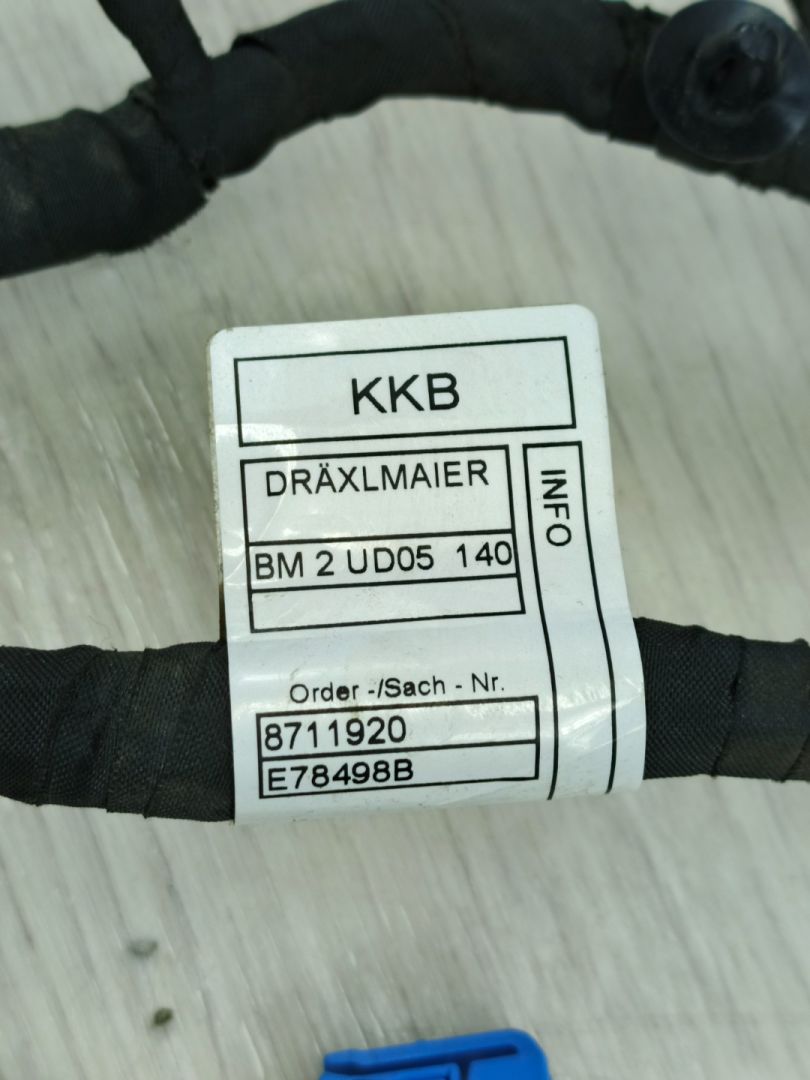 KKB
DRÄXLMAIER
INFO
BM 2 UD05 140
Order -/Sach - Nr.
8711920
E78498B